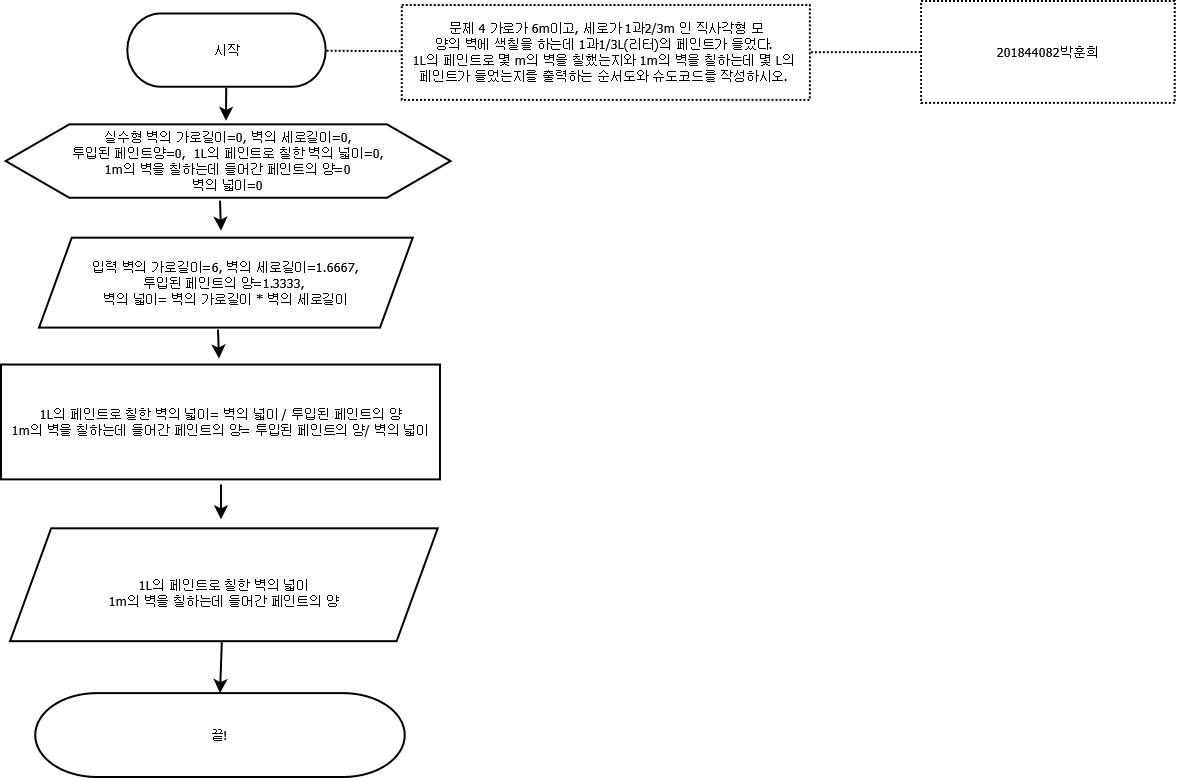 시작
문제 4 가로가 6m이고, 세로가 1과2/3m 인 직사각형 모
양의 벽에 색칠을 하는데 1과1/3L(리터)의 페인트가 들었다.
1L의 페인트로 몇 m의 벽을 칠했는지와 1m의 벽을 칠하는데 몇 L의
페인트가 들었는지를 출력하는 순서도와 슈도코드를 작성하시오.
201844082박훈희
실수형 벽의 가로길이=0, 벽의 세로길이=0,
투입된 페인트양=0, 1L의 페인트로 칠한 벽의 넓이=0,
1m의 벽을 칠하는데 들어간 페인트의 양=0
벽의 넓이=0
입력 벽의 가로길이=6, 벽의 세로길이=1.6667,
투입된 페인트의 양=1.3333,
벽의 넓이= 벽의 가로길이 * 벽의 세로길이
1L의 페인트로 칠한 벽의 넓이= 벽의 넓이 / 투입된 페인트의 양
1m의 벽을 칠하는데 들어간 페인트의 양= 투입된 페인트의 양/ 벽의 넓이
1L의 페인트로 칠한 벽의 넓이
1m의 벽을 칠하는데 들어간 페인트의 양
끝!